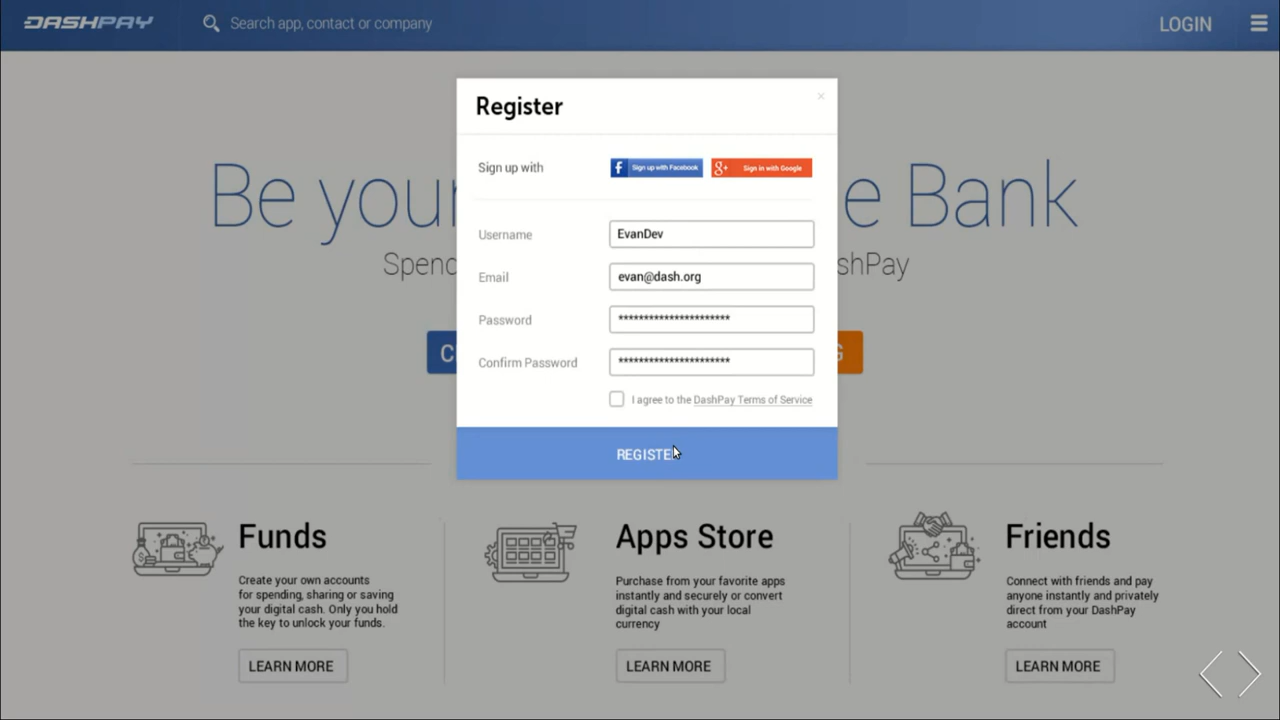 DASHPAY
Search app, contact or company
LOGIN
Register
×
Sign up with
f Sign up with Facebook
g+ Sign in with Google
Be your
e Bank
Username
EvanDev
Spend
shPay
Email
evan@dash.org
Password
**********************
Confirm Password
**********************
C
G
I agree to the DashPay Terms of Service
REGISTER
Funds
Create your own accounts
for spending, sharing or saving
your digital cash. Only you hold
the key to unlock your funds.
LEARN MORE
Apps Store
Purchase from your favorite apps
instantly and securely or convert
digital cash with your local
currency
LEARN MORE
Friends
Connect with friends and pay
anyone instantly and privately
direct from your DashPay
account
LEARN MORE